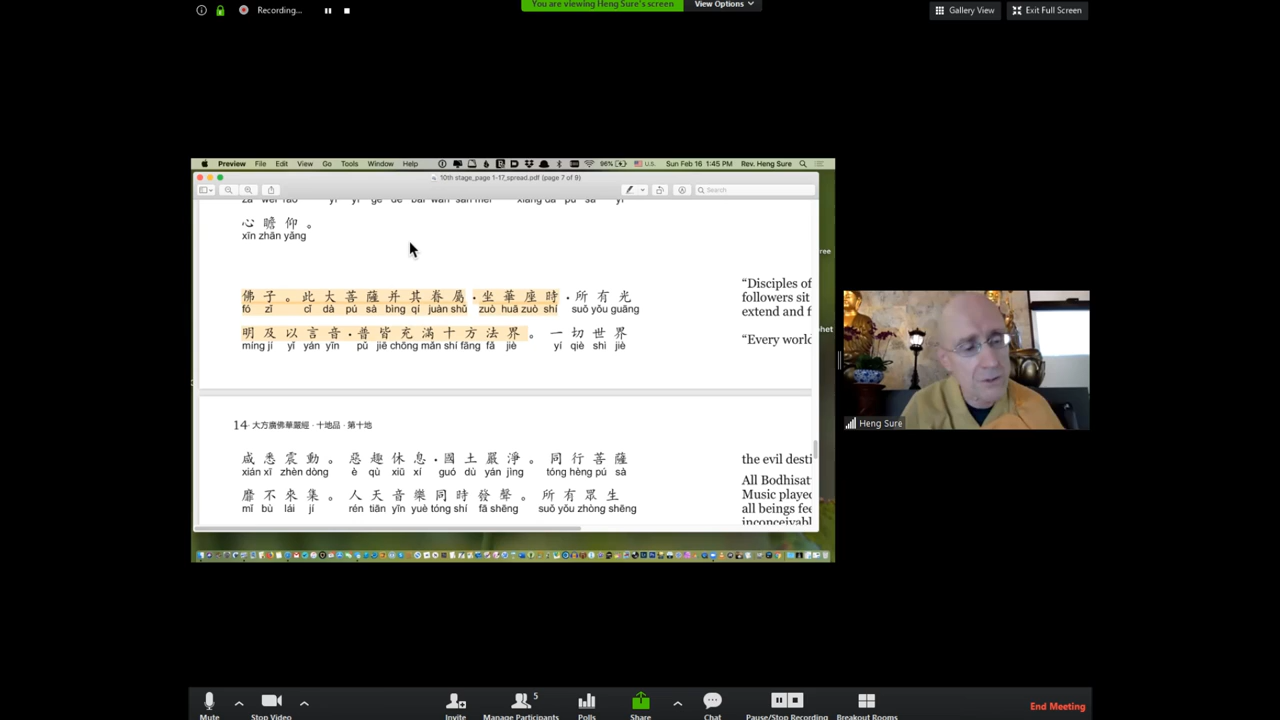 Recording...
You are viewing Heng Sure's screen
View Options
Gallery View
Exit Full Screen
Preview File Edit View Go Tools Window Help
96%
U.S.
Sun Feb 16 1:45 PM
Rev. Heng Sure
10th stage_page 1-17_spread.pdf (page 7 of 9)
Search
心 瞻 仰 。
xīn zhān yǎng
佛 子 。 此 大 菩 薩 并 其 眷 屬 · 坐 華 座 時 · 所 有 光
fó zǐ cǐ dà pú sà bìng qí juàn shǔ zuò huā zuò shí suǒ yǒu guāng
明 及 以 言 音 · 普 皆 充 滿 十 方 法 界 。 一 切 世 界
míng jí yǐ yán yīn pǔ jiē chōng mǎn shí fāng fǎ jiè yí qiè shì jiè
"Disciples of
followers sit
extend and f
"Every world
14 大方廣佛華嚴經 · 十地品 · 第十地
咸 悉 震 動 。 惡 趣 休 息 · 國 土 嚴 淨 。 同 行 菩 薩
xián xī zhèn dòng è qù xiū xí guó dù yán jìng tóng hèng pú sà
靡 不 來 集 。 人 天 音 樂 同 時 發 聲 。 所 有 眾 生
mǐ bù lái jí rén tiān yīn yuè tóng shí fā shēng suǒ yǒu zhòng shēng
the evil desti
All Bodhisat
Music played
all beings fee
inconceivabl
Heng Sure
Mute
Stop Video
Invite
5
Manage Participants
Polls
Share
Chat
Pause/Stop Recording
Breakout Rooms
End Meeting